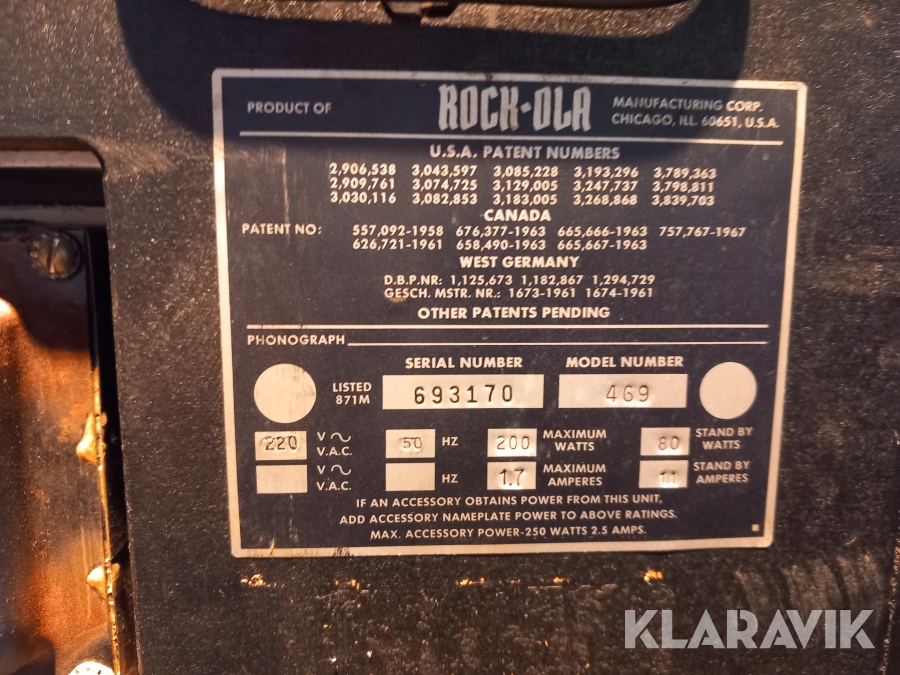 PRODUCT OF ROCK-OLA MANUFACTURING CORP.
CHICAGO, ILL. 60651, U.S.A.
U.S.A. PATENT NUMBERS
2,906,538 3,043,597 3,085,228 3,193,296 3,789,363
2,909,761 3,074,725 3,129,005 3,247,737 3,798,811
3,030,116 3,082,853 3,183,005 3,268,868 3,839,703
CANADA
PATENT NO: 557,092-1958 676,377-1963 665,666-1963 757,767-1967
626,721-1961 658,490-1963 665,667-1963
WEST GERMANY
D.B.P.NR: 1,125,673 1,182,867 1,294,729
GESCH. MSTR. NR.: 1673-1961 1674-1961
OTHER PATENTS PENDING
PHONOGRAPH
SERIAL NUMBER MODEL NUMBER
LISTED 871M 693170 469
220 V~ V.A.C. 50 HZ 200 MAXIMUM WATTS 80 STAND BY WATTS
V~ V.A.C. HZ 1.7 MAXIMUM AMPERES STAND BY AMPERES
IF AN ACCESSORY OBTAINS POWER FROM THIS UNIT,
ADD ACCESSORY NAMEPLATE POWER TO ABOVE RATINGS.
MAX. ACCESSORY POWER-250 WATTS 2.5 AMPS.
KLARAVIK